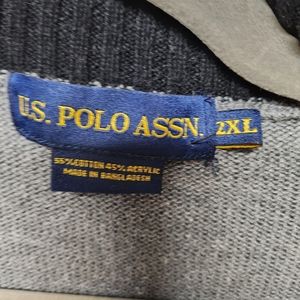 U.S. POLO ASSN. 2XL
55%COTTON 45% ACRYLIC
MADE IN BANGLADESH